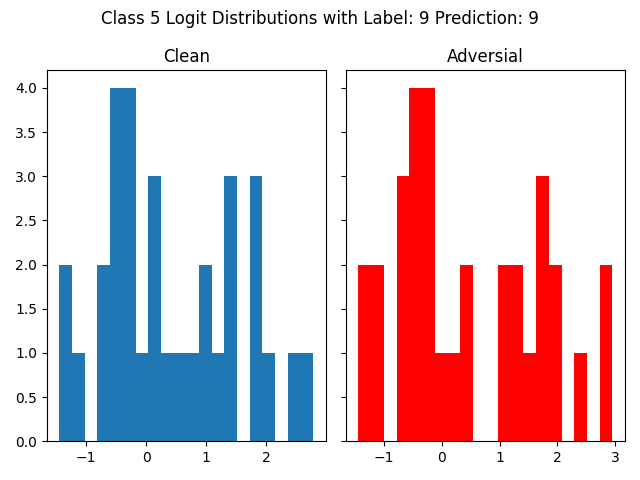 Class 5 Logit Distributions with Label: 9 Prediction: 9
Clean
Adversial
4.0
3.5
3.0
2.5
2.0
1.5
1.0
0.5
0.0
−1 0 1 2
−1 0 1 2 3